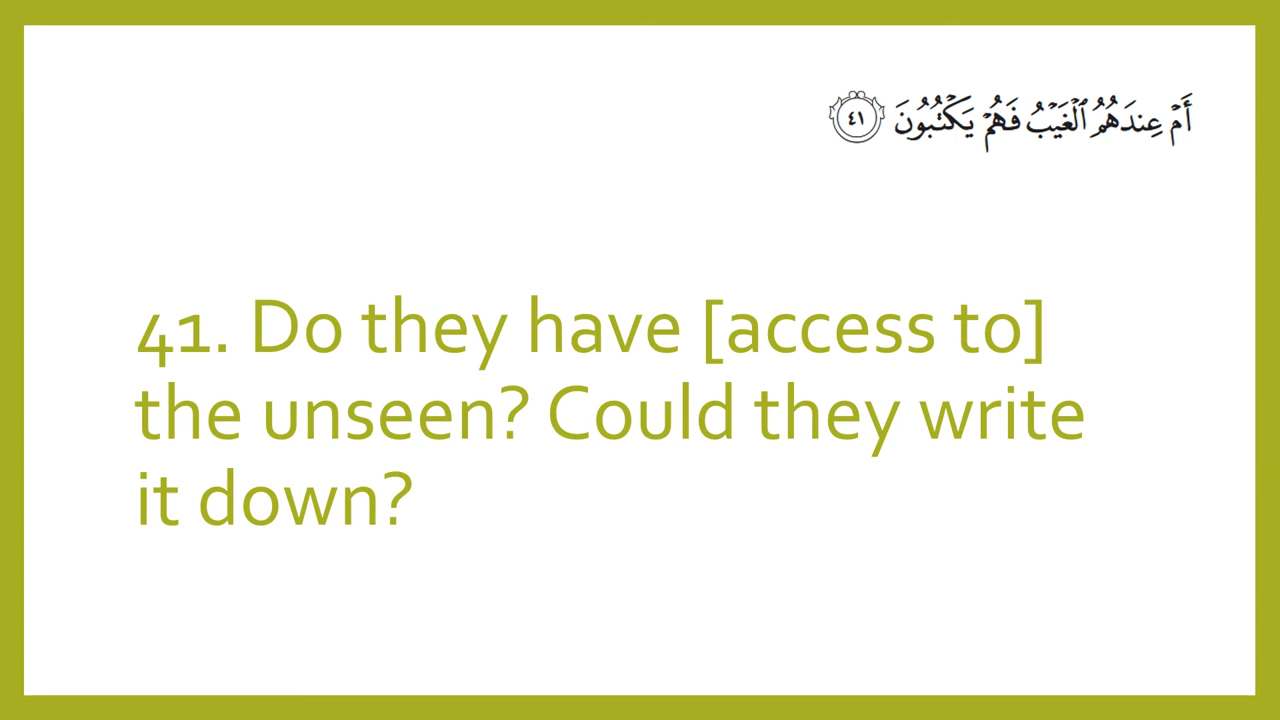 أَمْ عِندَهُمُ ٱلْغَيْبُ فَهُمْ يَكْتُبُونَ ٤١
41. Do they have [access to]
the unseen? Could they write
it down?